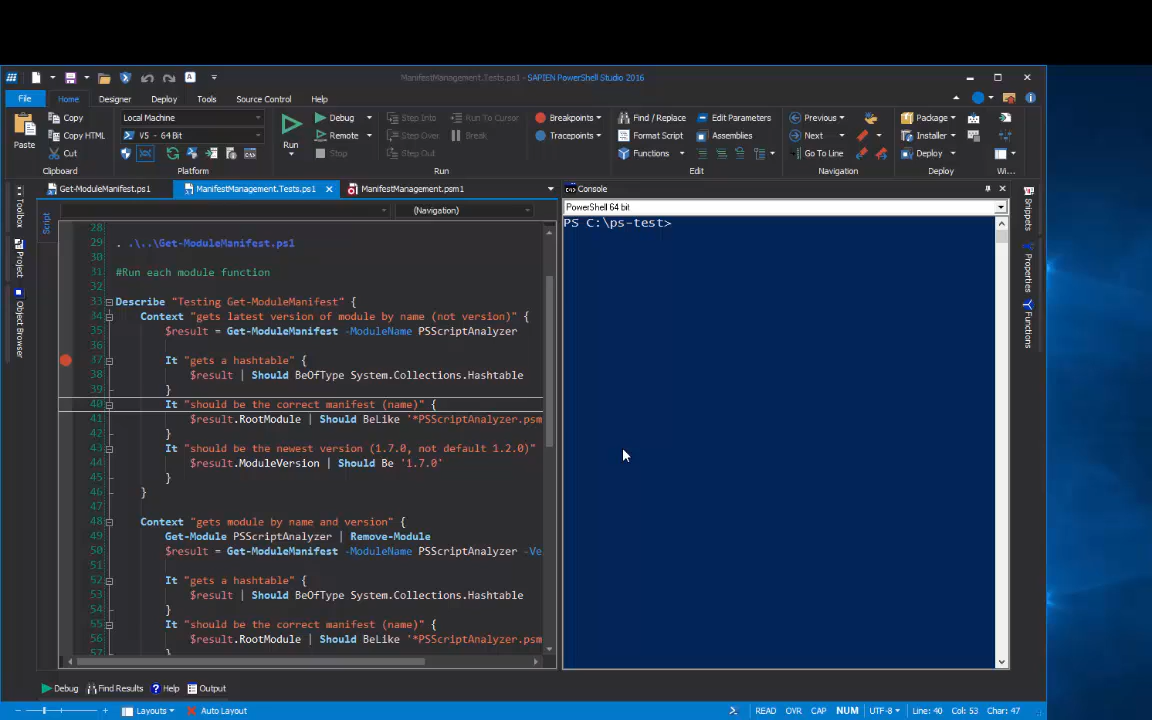 ManifestManagement.Tests.ps1 - SAPIEN PowerShell Studio 2016
File Home Designer Deploy Tools Source Control Help
Paste
Copy
Copy HTML
Cut
Clipboard
Local Machine
V5 - 64 Bit
Platform
Run
Debug
Remote
Stop
Step Into
Step Over
Step Out
Run To Cursor
Break
Run
Breakpoints
Tracepoints
Find / Replace
Format Script
Functions
Edit Parameters
Assemblies
Edit
Previous
Next
Go To Line
Navigation
Package
Installer
Deploy
Deploy
Wi...
Get-ModuleManifest.ps1
ManifestManagement.Tests.ps1
ManifestManagement.psm1
Console
Toolbox
Project
Object Browser
Script
(Navigation)
PowerShell 64 bit
PS C:\ps-test>
Snippets
Properties
Functions
28
29 . .\..\Get-ModuleManifest.ps1
30
31 #Run each module function
32
33 Describe "Testing Get-ModuleManifest" {
34 Context "gets latest version of module by name (not version)" {
35 $result = Get-ModuleManifest -ModuleName PSScriptAnalyzer
36
37 It "gets a hashtable" {
38 $result | Should BeOfType System.Collections.Hashtable
39 }
40 It "should be the correct manifest (name)" {
41 $result.RootModule | Should BeLike '*PSScriptAnalyzer.psm
42 }
43 It "should be the newest version (1.7.0, not default 1.2.0)"
44 $result.ModuleVersion | Should Be '1.7.0'
45 }
46 }
47
48 Context "gets module by name and version" {
49 Get-Module PSScriptAnalyzer | Remove-Module
50 $result = Get-ModuleManifest -ModuleName PSScriptAnalyzer -Ve
51
52 It "gets a hashtable" {
53 $result | Should BeOfType System.Collections.Hashtable
54 }
55 It "should be the correct manifest (name)" {
56 $result.RootModule | Should BeLike '*PSScriptAnalyzer.psm
57 }
Debug Find Results Help Output
Layouts Auto Layout
READ OVR CAP NUM UTF-8 Line: 40 Col: 53 Char: 47